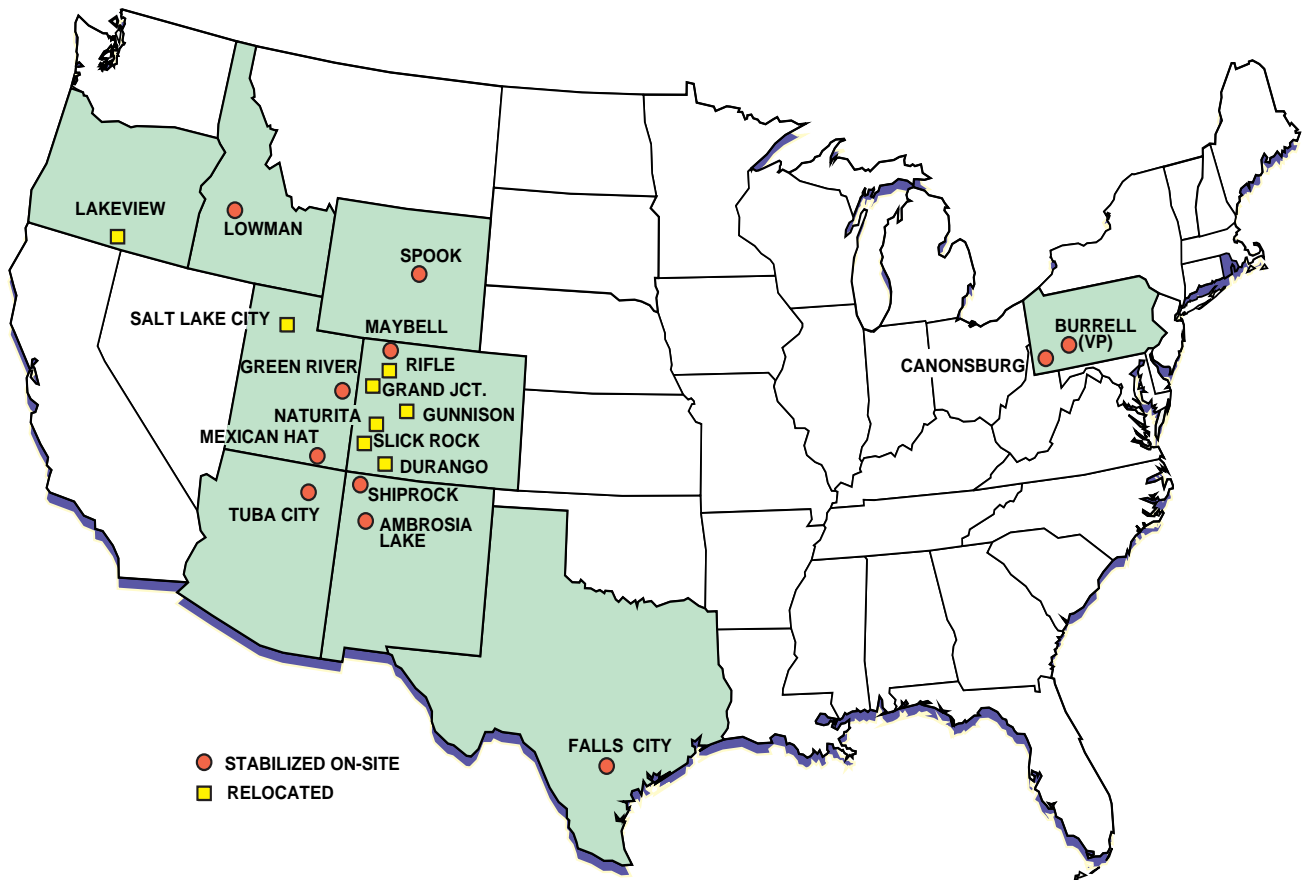 LAKEVIEW
LOWMAN
SPOOK
SALT LAKE CITY
MAYBELL
BURRELL
(VP)
CANONSBURG
GREEN RIVER
RIFLE
GRAND JCT.
NATURITA
GUNNISON
MEXICAN HAT
SLICK ROCK
DURANGO
SHIPROCK
TUBA CITY
AMBROSIA
LAKE
FALLS CITY
STABILIZED ON-SITE
RELOCATED